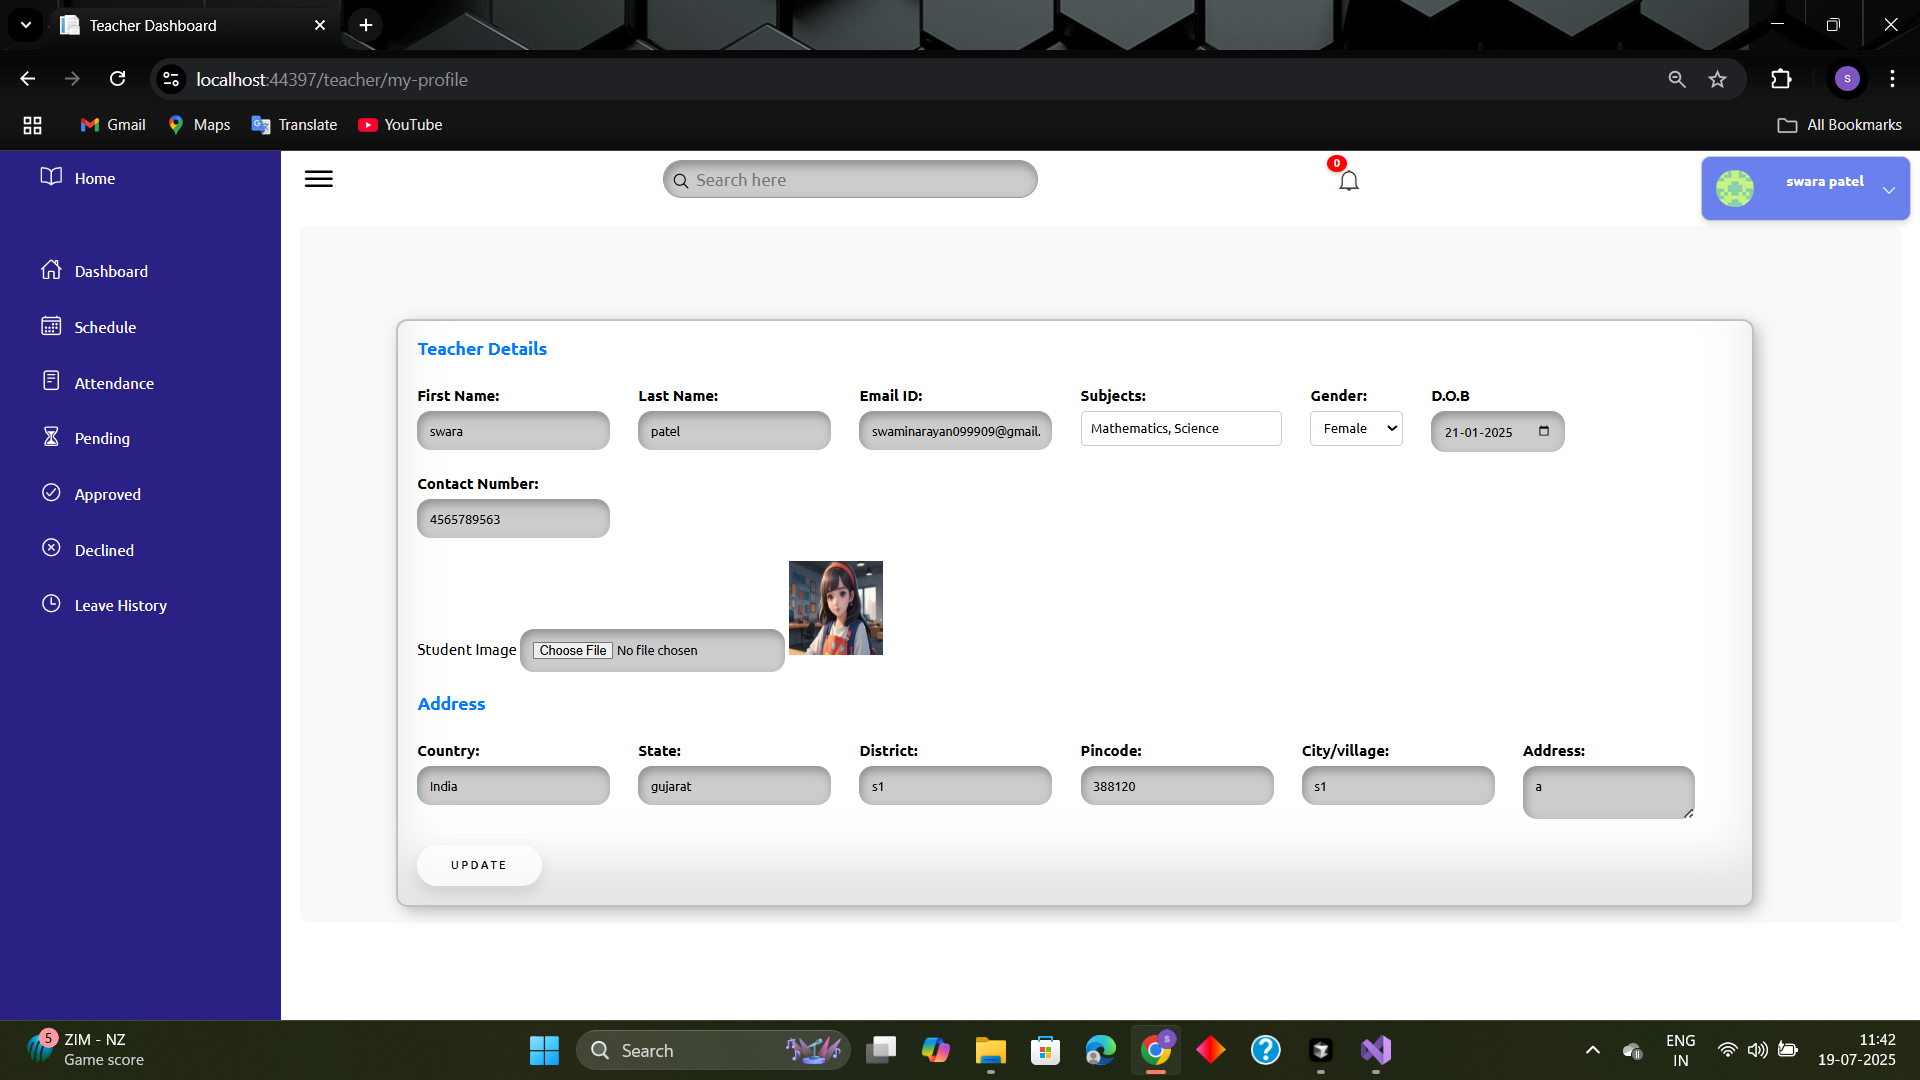 Teacher Dashboard
localhost:44397/teacher/my-profile
S
Gmail
Maps
Translate
YouTube
All Bookmarks
Home
Search here
0
swara patel
Dashboard
Schedule
Attendance
Pending
Approved
Declined
Leave History
Teacher Details
First Name: Last Name: Email ID: Subjects: Gender: D.O.B
swara patel swaminarayan099909@gmail. Mathematics, Science Female 21-01-2025
Contact Number:
4565789563
Student Image Choose File No file chosen
Address
Country: State: District: Pincode: City/village: Address:
India gujarat s1 388120 s1 a
UPDATE
5
ZIM - NZ
Game score
Search
S
ENG
IN
11:42
19-07-2025